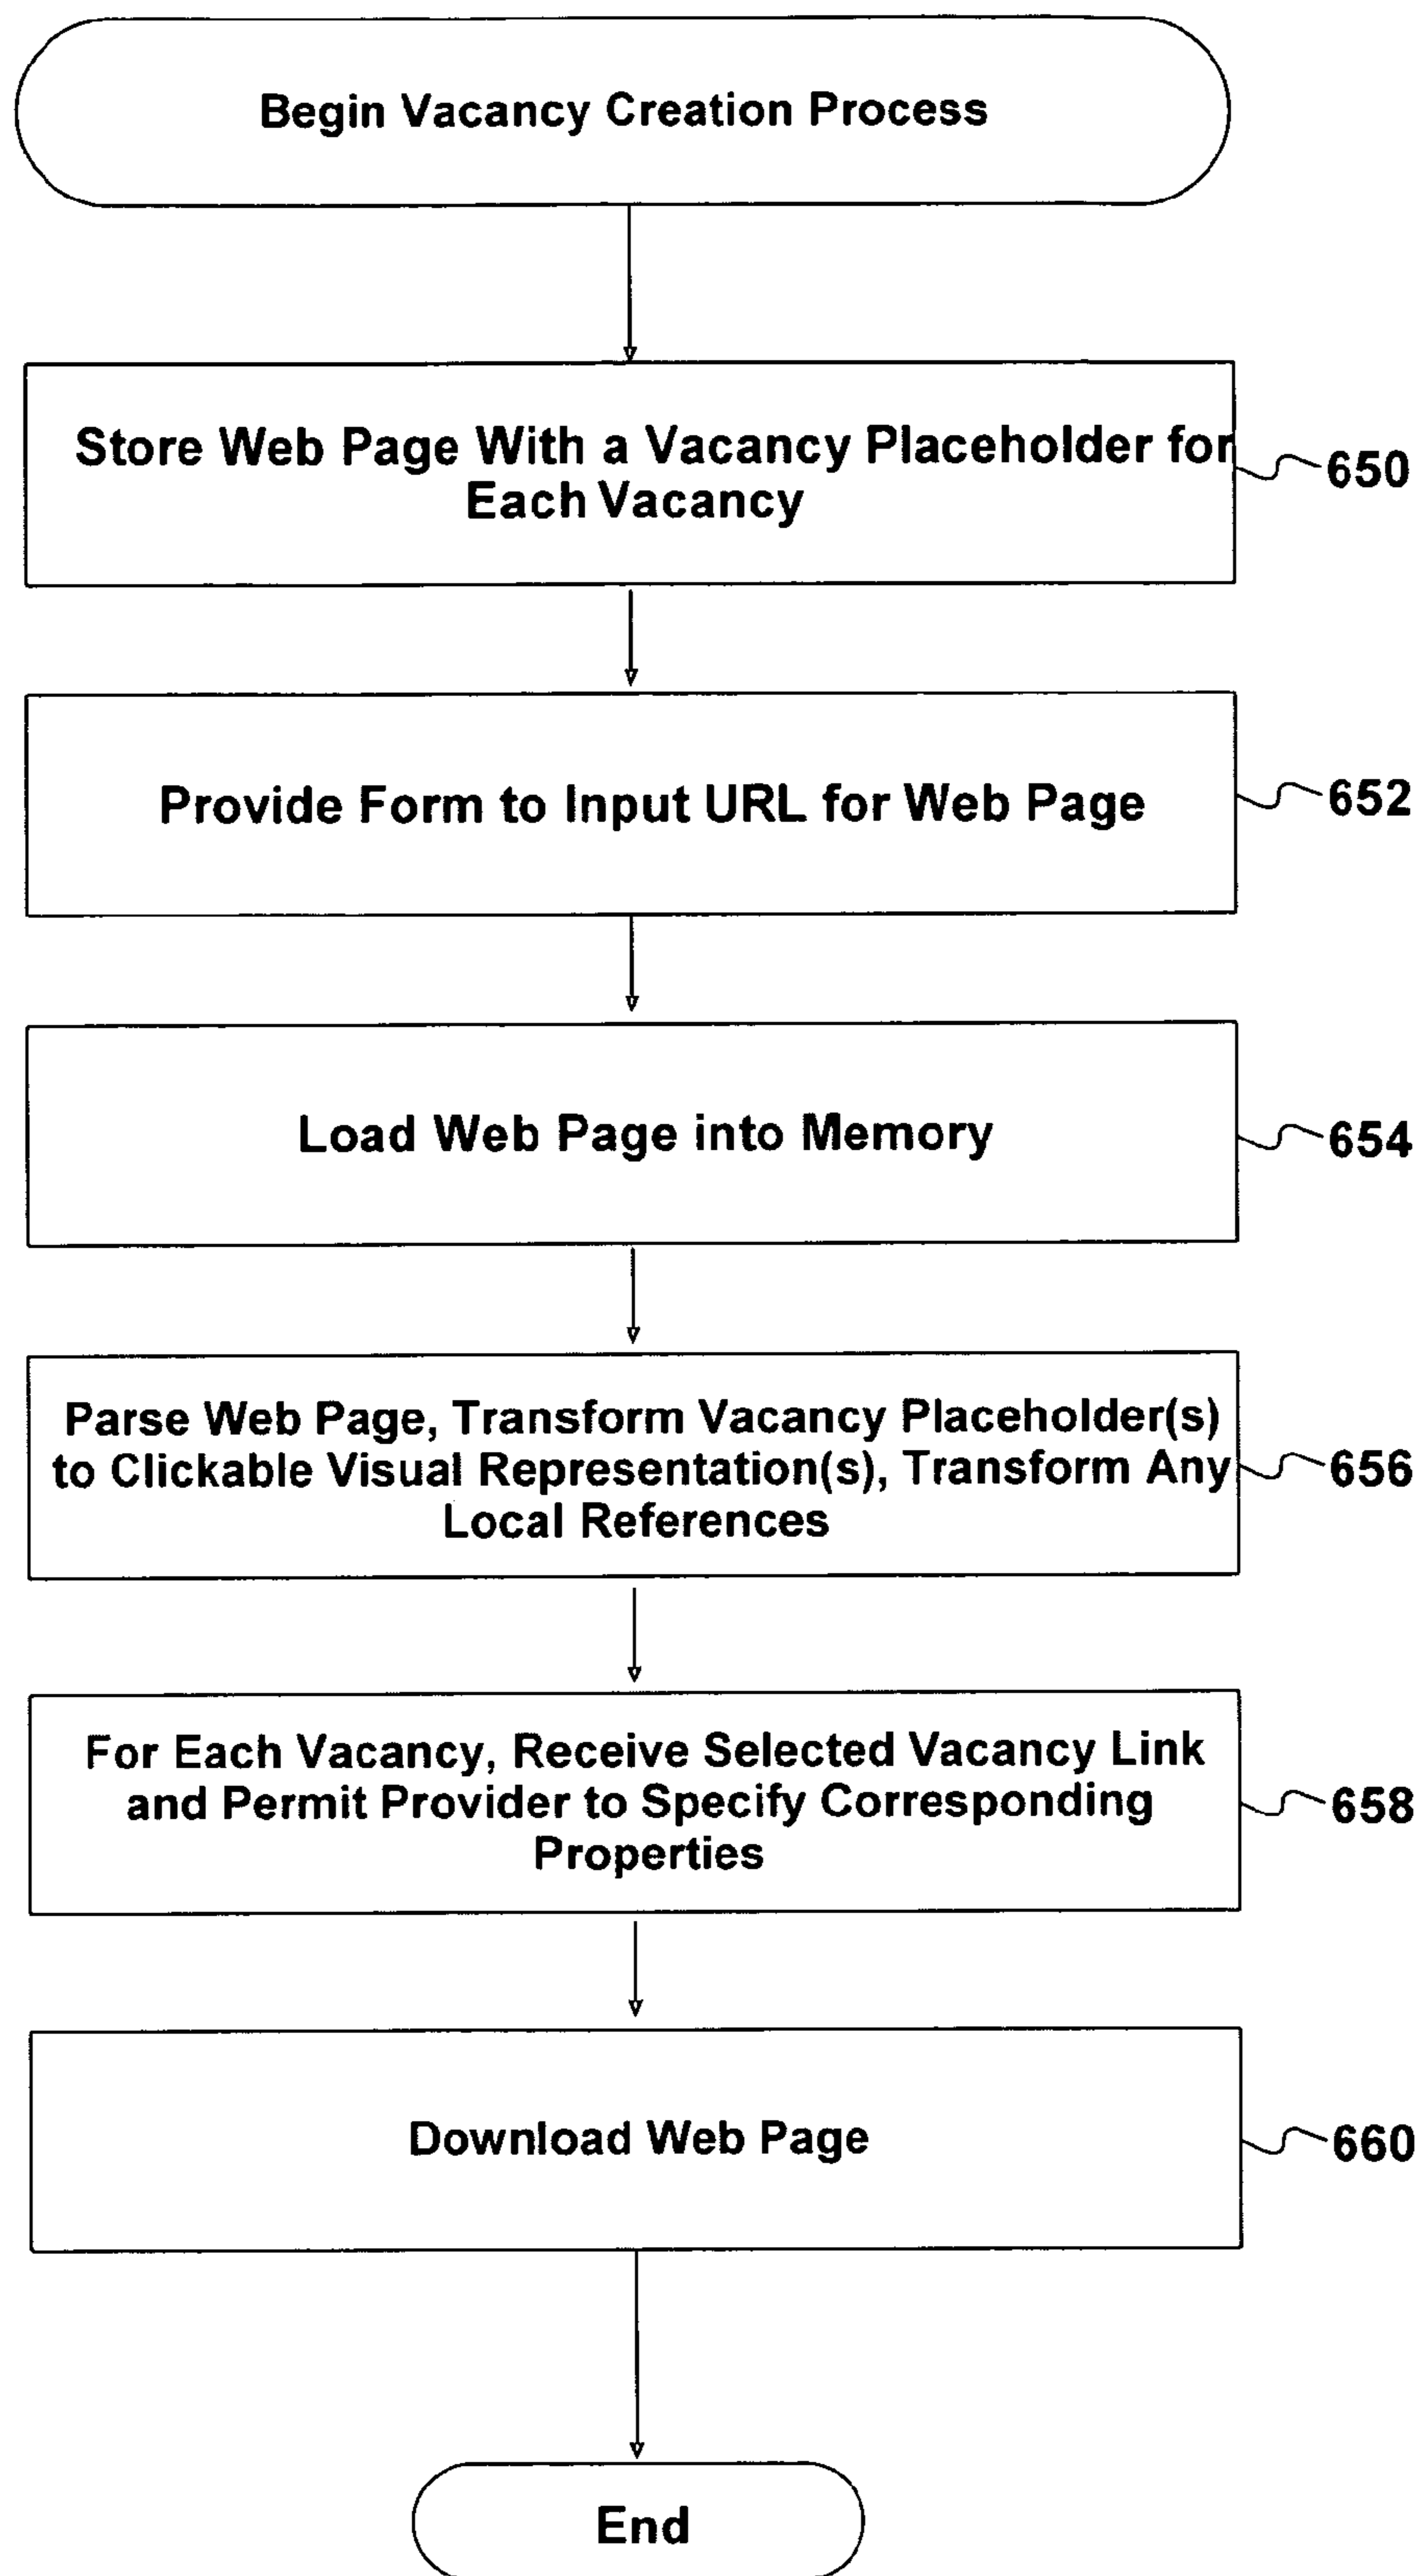 Begin Vacancy Creation Process
Store Web Page With a Vacancy Placeholder for
Each Vacancy
650
Provide Form to Input URL for Web Page
652
Load Web Page into Memory
654
Parse Web Page, Transform Vacancy Placeholder(s)
to Clickable Visual Representation(s), Transform Any
Local References
656
For Each Vacancy, Receive Selected Vacancy Link
and Permit Provider to Specify Corresponding
Properties
658
Download Web Page
660
End